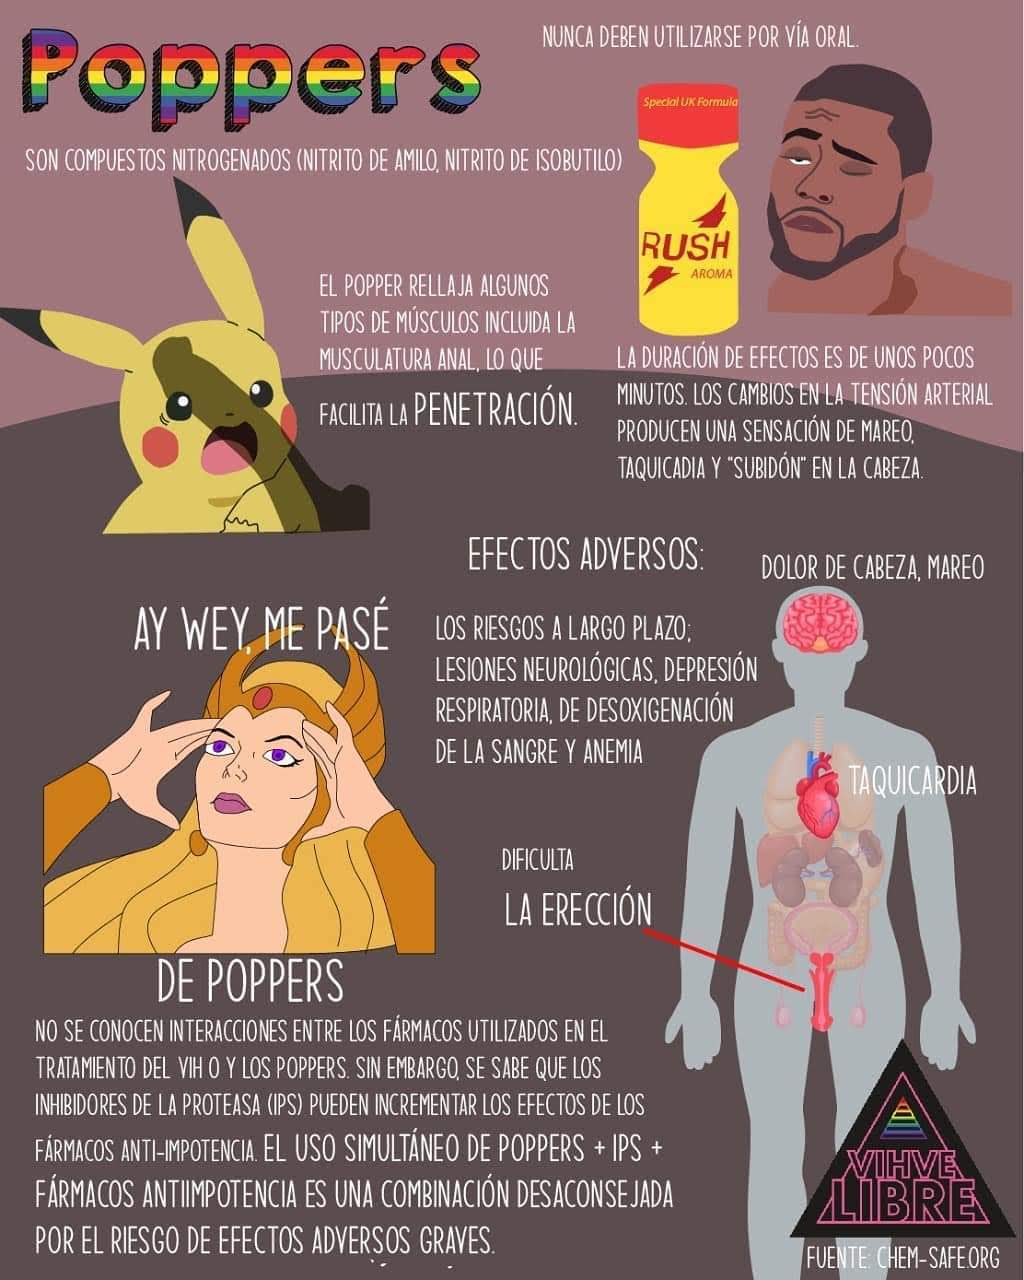 Poppers
NUNCA DEBEN UTILIZARSE POR VÍA ORAL.
SON COMPUESTOS NITROGENADOS (NITRITO DE AMILO, NITRITO DE ISOBUTILO)
Special UK Formula
RUSH
AROMA
EL POPPER RELLAJA ALGUNOS
TIPOS DE MÚSCULOS INCLUIDA LA
MUSCULATURA ANAL, LO QUE
FACILITA LA PENETRACIÓN.
LA DURACIÓN DE EFECTOS ES DE UNOS POCOS
MINUTOS. LOS CAMBIOS EN LA TENSIÓN ARTERIAL
PRODUCEN UNA SENSACIÓN DE MAREO,
TAQUICADIA Y "SUBIDÓN" EN LA CABEZA.
EFECTOS ADVERSOS:
DOLOR DE CABEZA, MAREO
AY WEY, ME PASÉ
DE POPPERS
LOS RIESGOS A LARGO PLAZO;
LESIONES NEUROLÓGICAS, DEPRESIÓN
RESPIRATORIA, DE DESOXIGENACIÓN
DE LA SANGRE Y ANEMIA
TAQUICARDIA
DIFICULTA
LA ERECCIÓN
NO SE CONOCEN INTERACCIONES ENTRE LOS FÁRMACOS UTILIZADOS EN EL
TRATAMIENTO DEL VIH O Y LOS POPPERS. SIN EMBARGO, SE SABE QUE LOS
INHIBIDORES DE LA PROTEASA (IPS) PUEDEN INCREMENTAR LOS EFECTOS DE LOS
FÁRMACOS ANTI-IMPOTENCIA. EL USO SIMULTÁNEO DE POPPERS + IPS +
FÁRMACOS ANTIIMPOTENCIA ES UNA COMBINACIÓN DESACONSEJADA
POR EL RIESGO DE EFECTOS ADVERSOS GRAVES.
VIHVE
LIBRE
FUENTE: CHEM-SAFE.ORG